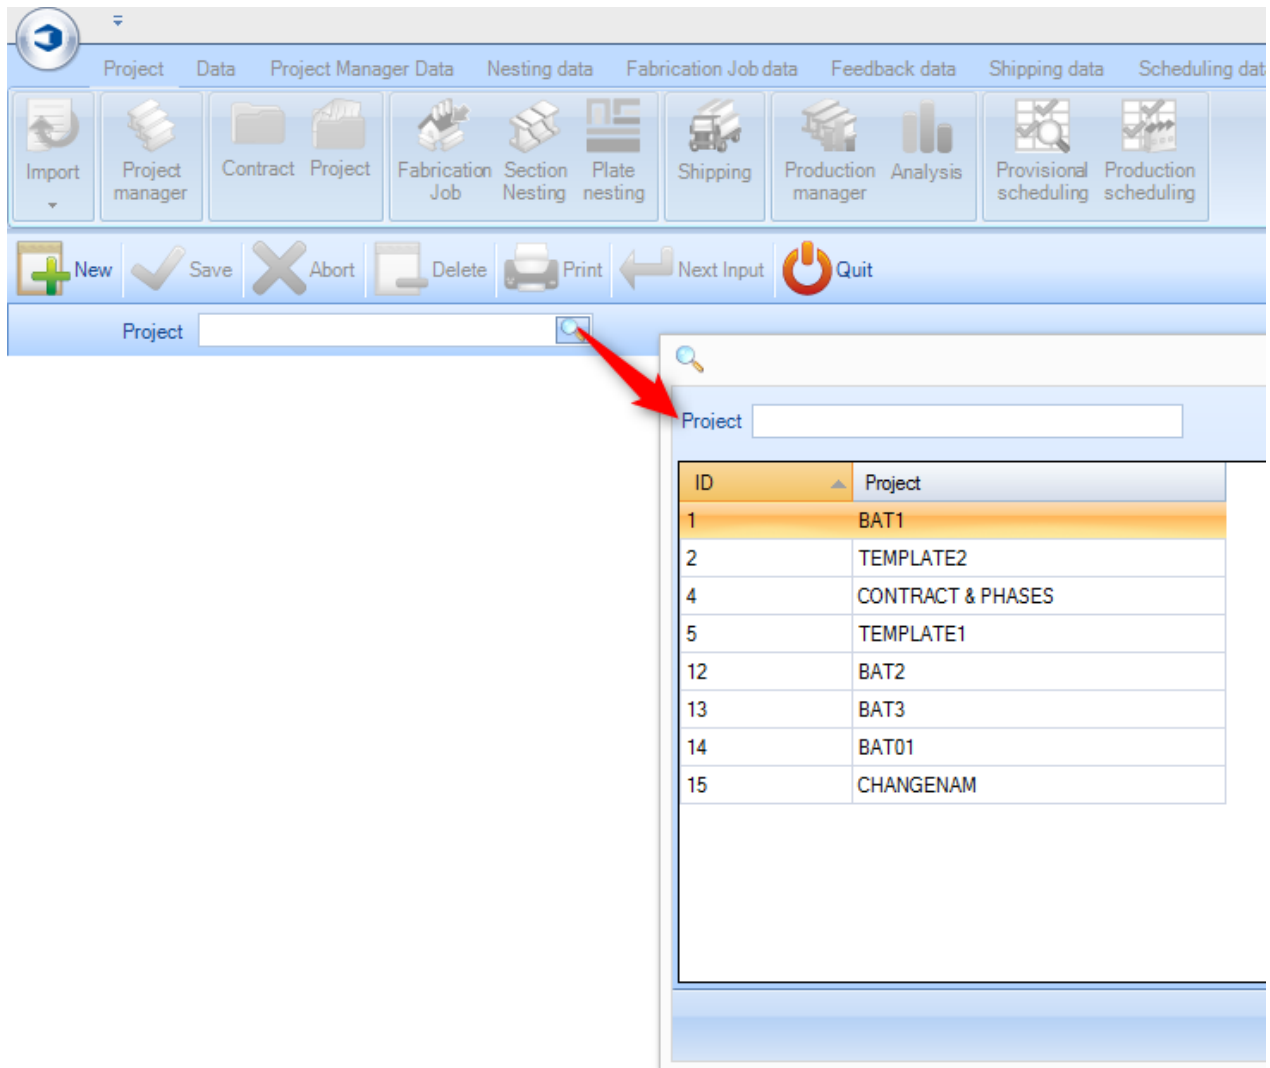 Project Data Project Manager Data Nesting data Fabrication Job data Feedback data Shipping data Scheduling dat
Import Project manager Contract Project Fabrication Job Section Nesting Plate nesting Shipping Production manager Analysis Provisional scheduling Production scheduling
New Save Abort Delete Print Next Input Quit
Project
Project
ID Project
1 BAT1
2 TEMPLATE2
4 CONTRACT & PHASES
5 TEMPLATE1
12 BAT2
13 BAT3
14 BAT01
15 CHANGENAM